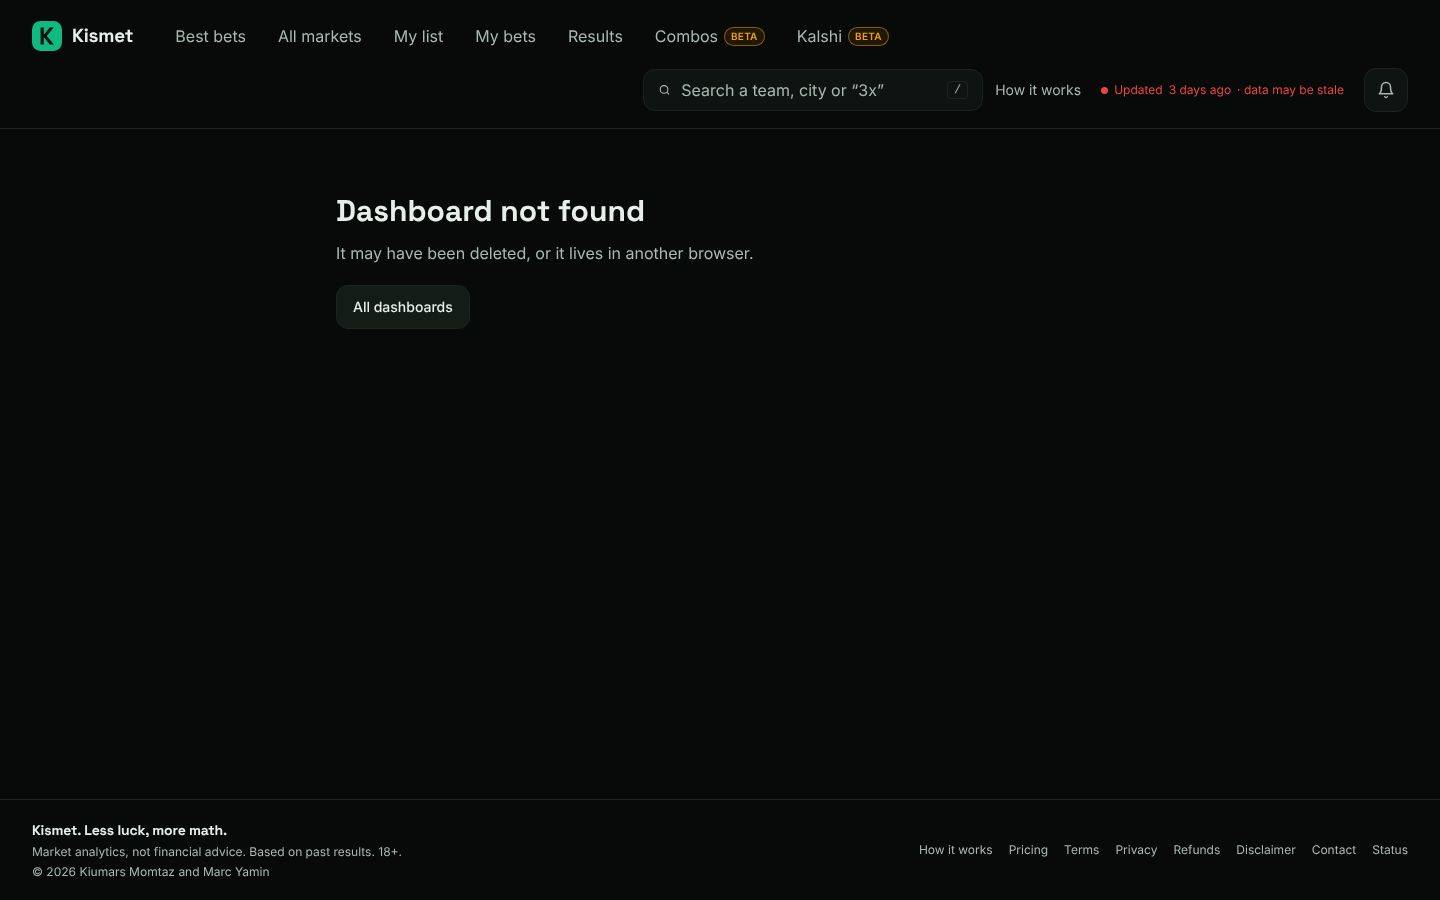 K Kismet Best bets All markets My list My bets Results Combos BETA Kalshi BETA
Search a team, city or “3x” / How it works Updated 3 days ago · data may be stale
Dashboard not found
It may have been deleted, or it lives in another browser.
All dashboards
Kismet. Less luck, more math.
Market analytics, not financial advice. Based on past results. 18+.
© 2026 Kiumars Momtaz and Marc Yamin
How it works Pricing Terms Privacy Refunds Disclaimer Contact Status